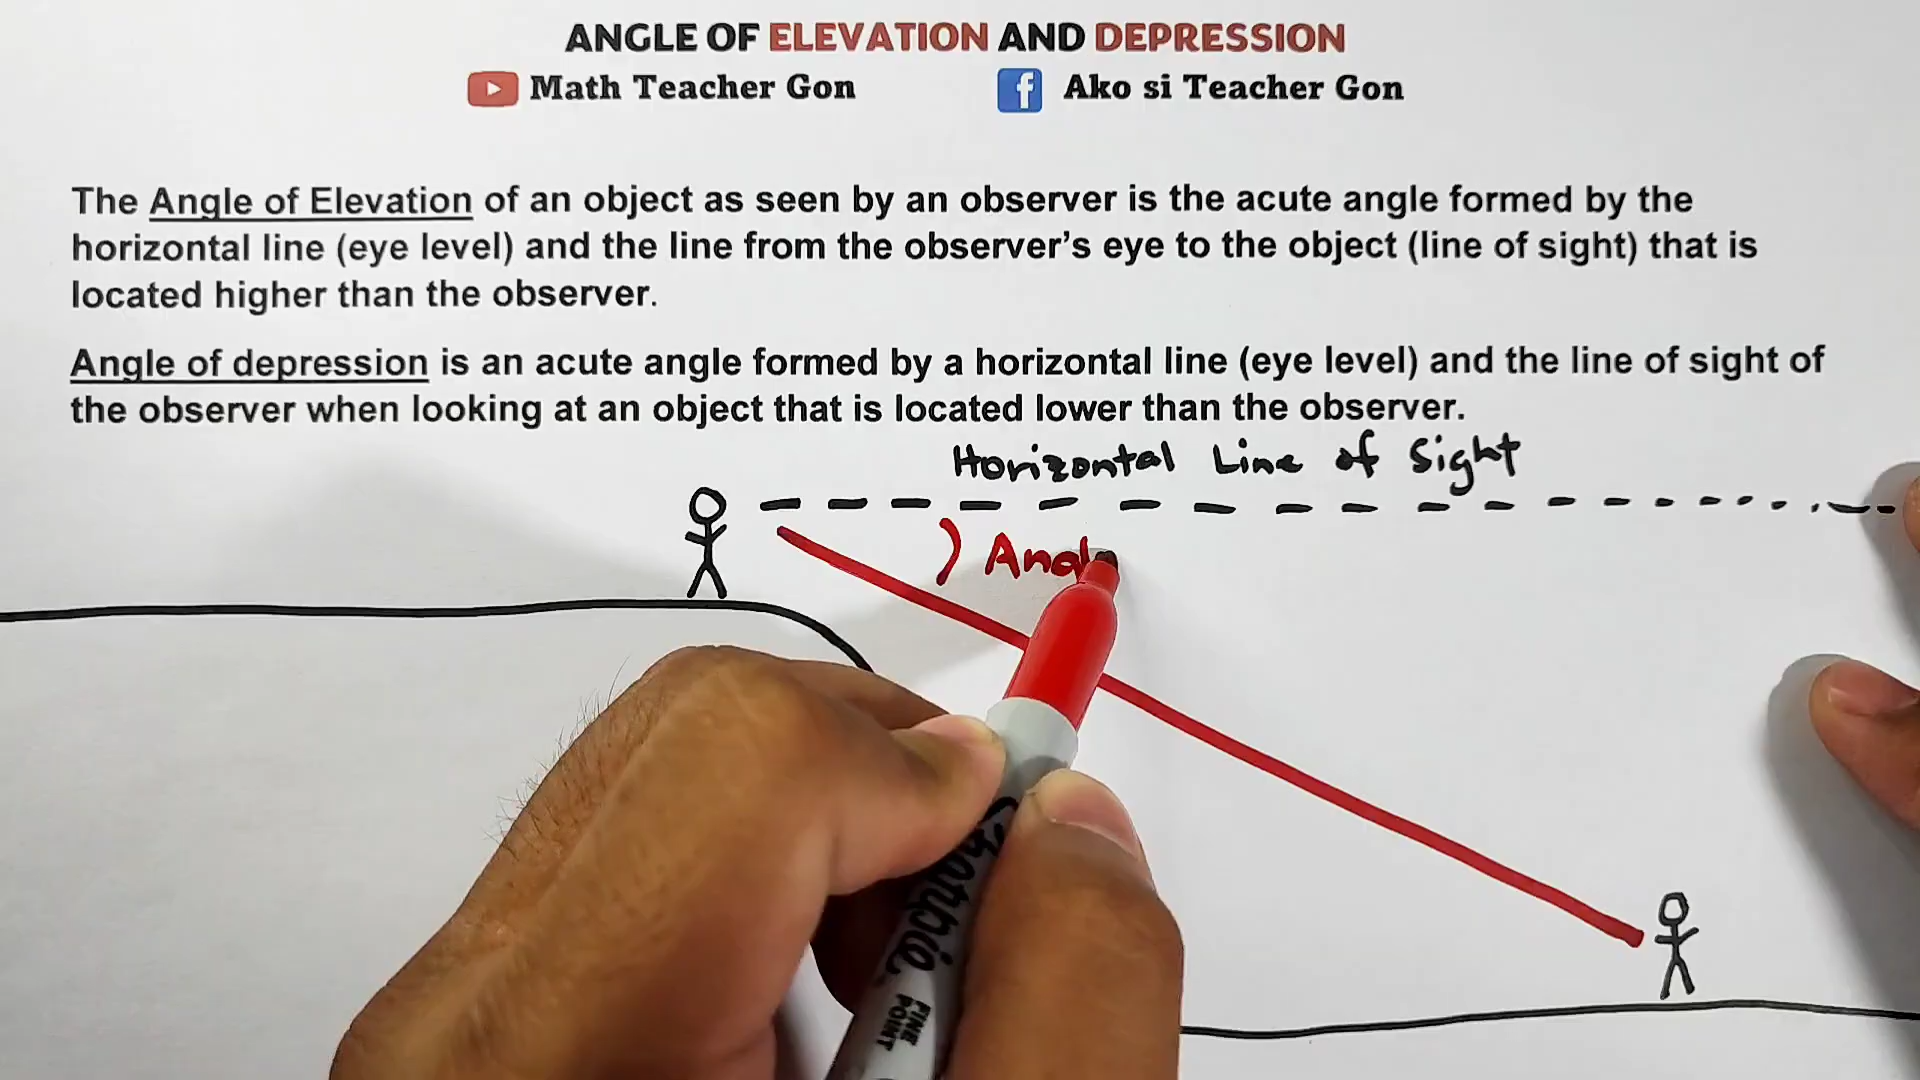 ANGLE OF ELEVATION AND DEPRESSION
Math Teacher Gon
Ako si Teacher Gon
The Angle of Elevation of an object as seen by an observer is the acute angle formed by the
horizontal line (eye level) and the line from the observer’s eye to the object (line of sight) that is
located higher than the observer.
Angle of depression is an acute angle formed by a horizontal line (eye level) and the line of sight of
the observer when looking at an object that is located lower than the observer.
Horizontal Line of Sight
Angl
Sharpie
FINE
POINT